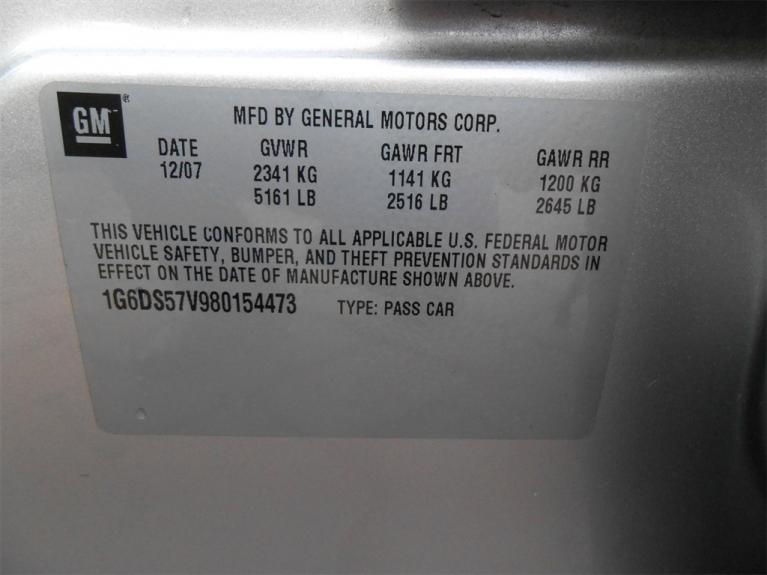 GM ®
MFD BY GENERAL MOTORS CORP.
DATE GVWR GAWR FRT GAWR RR
12/07 2341 KG 1141 KG 1200 KG
5161 LB 2516 LB 2645 LB
THIS VEHICLE CONFORMS TO ALL APPLICABLE U.S. FEDERAL MOTOR
VEHICLE SAFETY, BUMPER, AND THEFT PREVENTION STANDARDS IN
EFFECT ON THE DATE OF MANUFACTURE SHOWN ABOVE.
1G6DS57V980154473 TYPE: PASS CAR